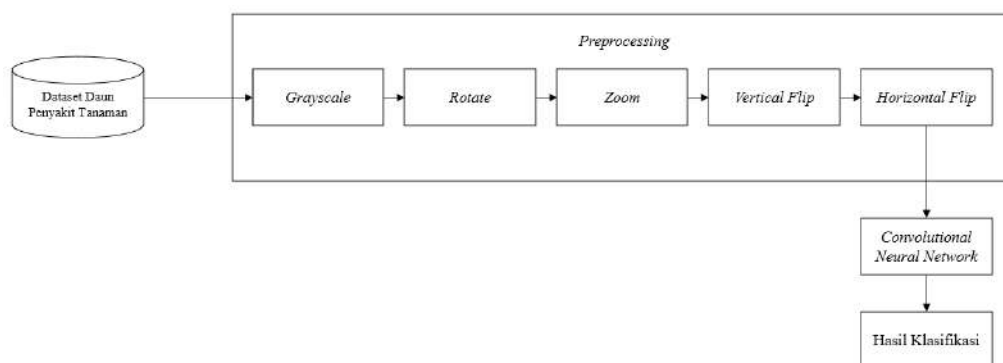 Preprocessing
Dataset Daun
Penyakit Tanaman
Grayscale
Rotate
Zoom
Vertical Flip
Horizontal Flip
Convolutional
Neural Network
Hasil Klasifikasi